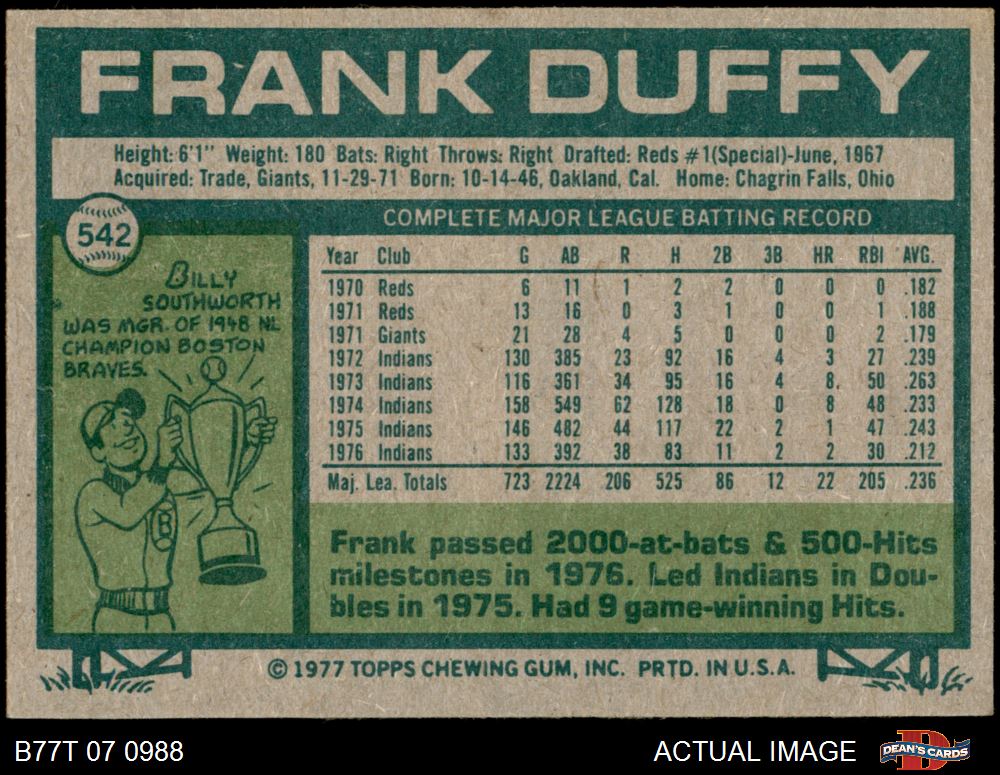 FRANK DUFFY
Height: 6'1" Weight: 180 Bats: Right Throws: Right Drafted: Reds #1(Special)-June, 1967
Acquired: Trade, Giants, 11-29-71 Born: 10-14-46, Oakland, Cal. Home: Chagrin Falls, Ohio
542
BILLY
SOUTHWORTH
WAS MGR. OF 1948 NL
CHAMPION BOSTON
BRAVES.
B
COMPLETE MAJOR LEAGUE BATTING RECORD
Year Club G AB R H 2B 3B HR RBI AVG.
1970 Reds 6 11 1 2 2 0 0 0 .182
1971 Reds 13 16 0 3 1 0 0 1 .188
1971 Giants 21 28 4 5 0 0 0 2 .179
1972 Indians 130 385 23 92 16 4 3 27 .239
1973 Indians 116 361 34 95 16 4 8. 50 .263
1974 Indians 158 549 62 128 18 0 8 48 .233
1975 Indians 146 482 44 117 22 2 1 47 .243
1976 Indians 133 392 38 83 11 2 2 30 .212
Maj. Lea. Totals 723 2224 206 525 86 12 22 205 .236
Frank passed 2000-at-bats & 500-Hits
milestones in 1976. Led Indians in Dou-
bles in 1975. Had 9 game-winning Hits.
© 1977 TOPPS CHEWING GUM, INC. PRTD. IN U.S.A.
B77T 07 0988
ACTUAL IMAGE
DEAN'S CARDS